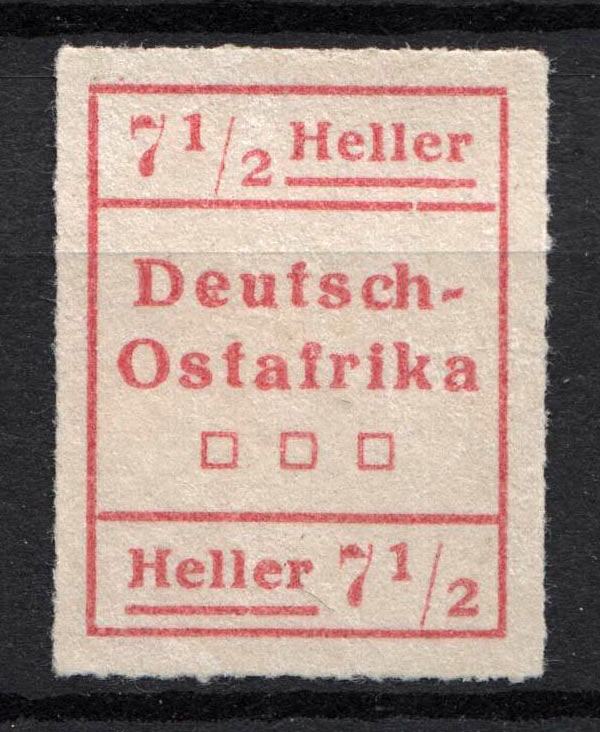 7 1/2 Heller
Deutsch-
Ostafrika
Heller 7 1/2